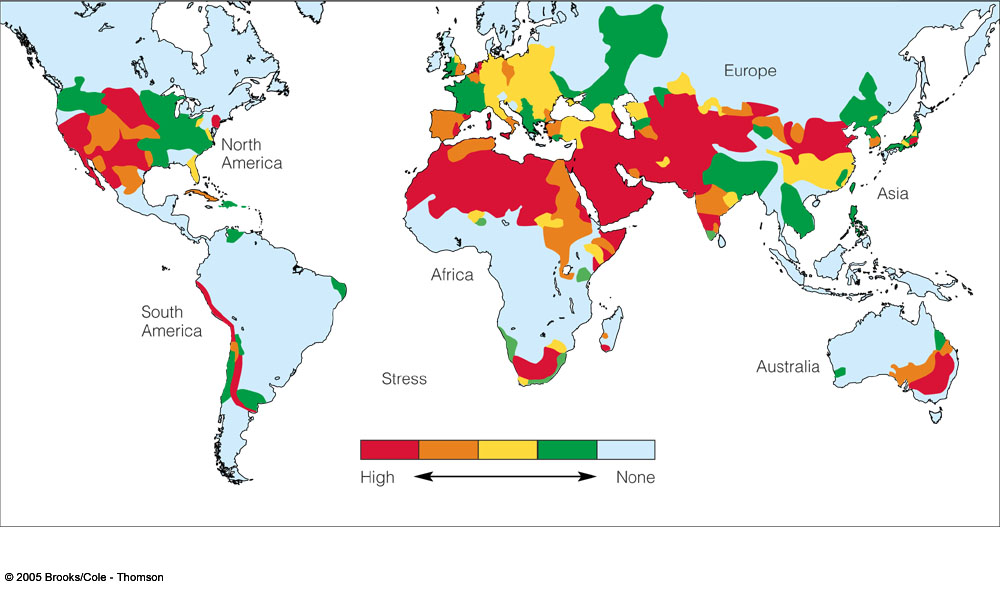 Europe
North
America
Asia
Africa
South
America
Australia
Stress
High
None
© 2005 Brooks/Cole - Thomson